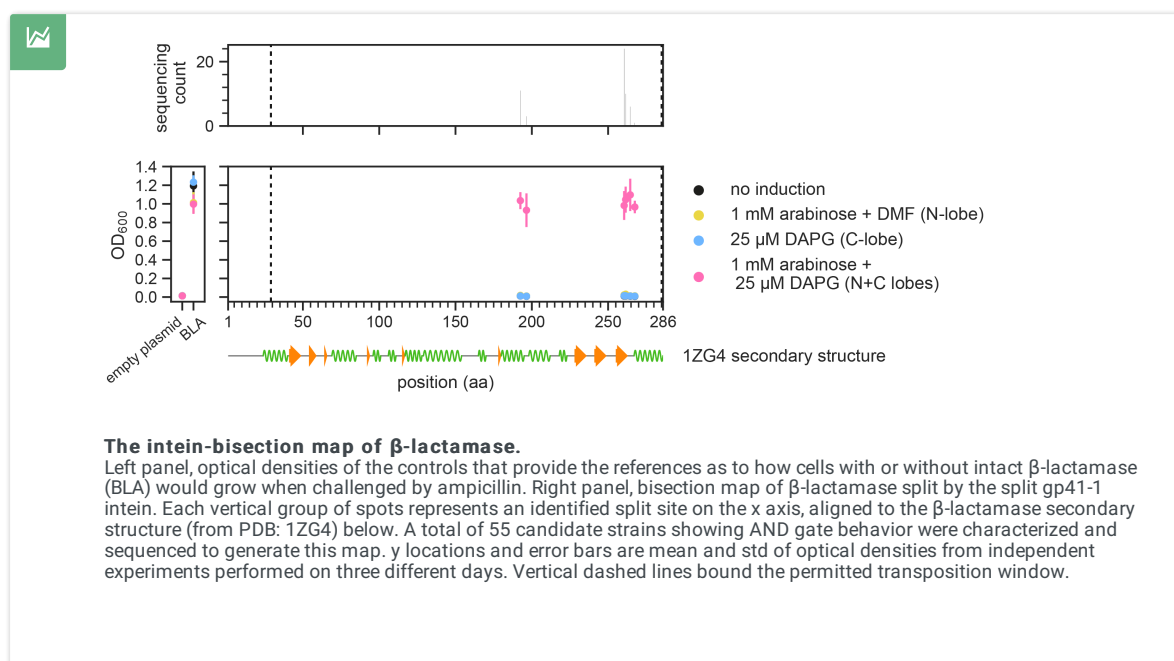 sequencing
count
20
0
1.4
1.2
1.0
0.8
0.6
0.4
0.2
0.0
OD600
empty plasmid
BLA
1
50
100
150
200
250
286
position (aa)
1ZG4 secondary structure
no induction
1 mM arabinose + DMF (N-lobe)
25 µM DAPG (C-lobe)
1 mM arabinose +
25 µM DAPG (N+C lobes)
The intein-bisection map of β-lactamase.
Left panel, optical densities of the controls that provide the references as to how cells with or without intact β-lactamase
(BLA) would grow when challenged by ampicillin. Right panel, bisection map of β-lactamase split by the split gp41-1
intein. Each vertical group of spots represents an identified split site on the x axis, aligned to the β-lactamase secondary
structure (from PDB: 1ZG4) below. A total of 55 candidate strains showing AND gate behavior were characterized and
sequenced to generate this map. y locations and error bars are mean and std of optical densities from independent
experiments performed on three different days. Vertical dashed lines bound the permitted transposition window.